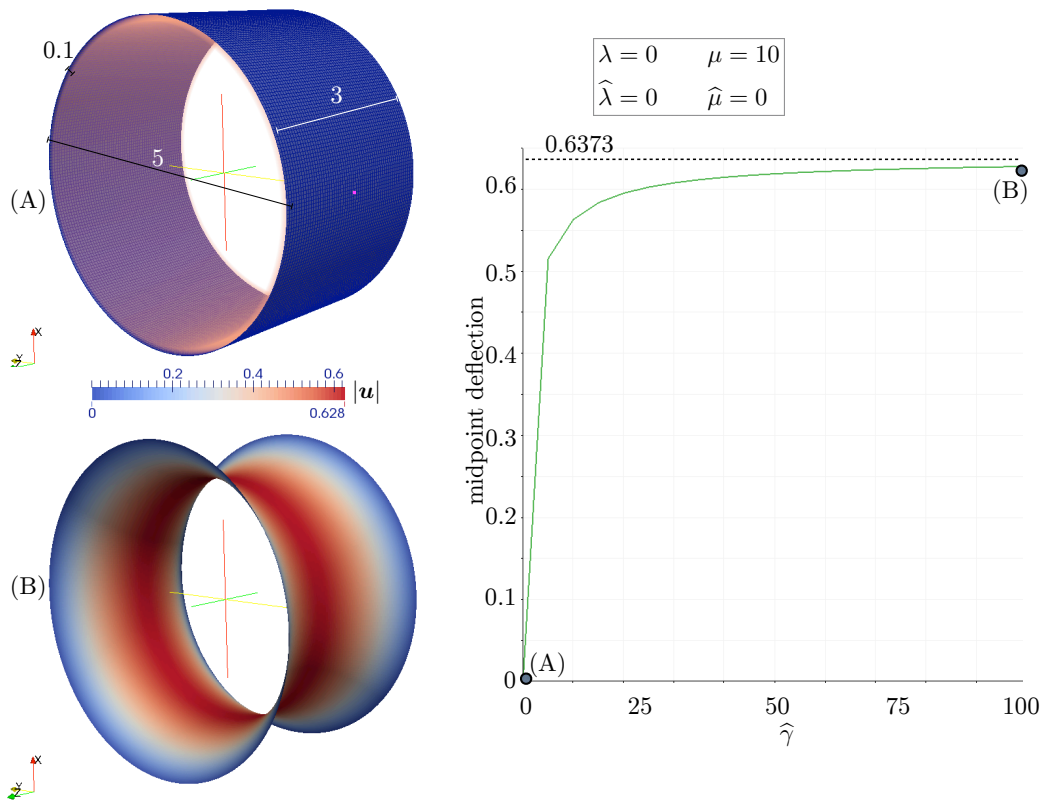 0.1
3
5
(A)
X
Y
Z
0.2 0.4 0.6
|u|
0 0.628
(B)
X
Y
Z
λ = 0 μ = 10
λ̂ = 0 μ̂ = 0
0.6373
0.6
0.5
0.4
0.3
0.2
0.1
0
midpoint deflection
(B)
(A)
0 25 50 75 100
γ̂